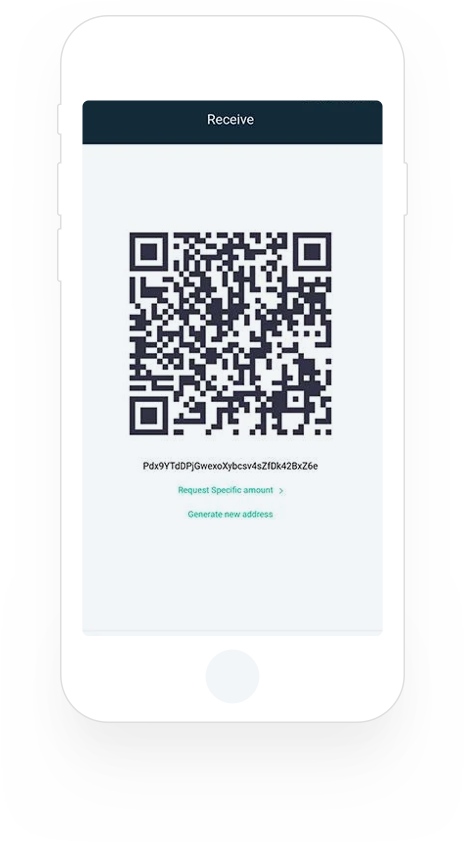 Receive
Pdx9YTdDPjGwexoXybcsv4sZfDk42BxZ6e
Request Specific amount >
Generate new address